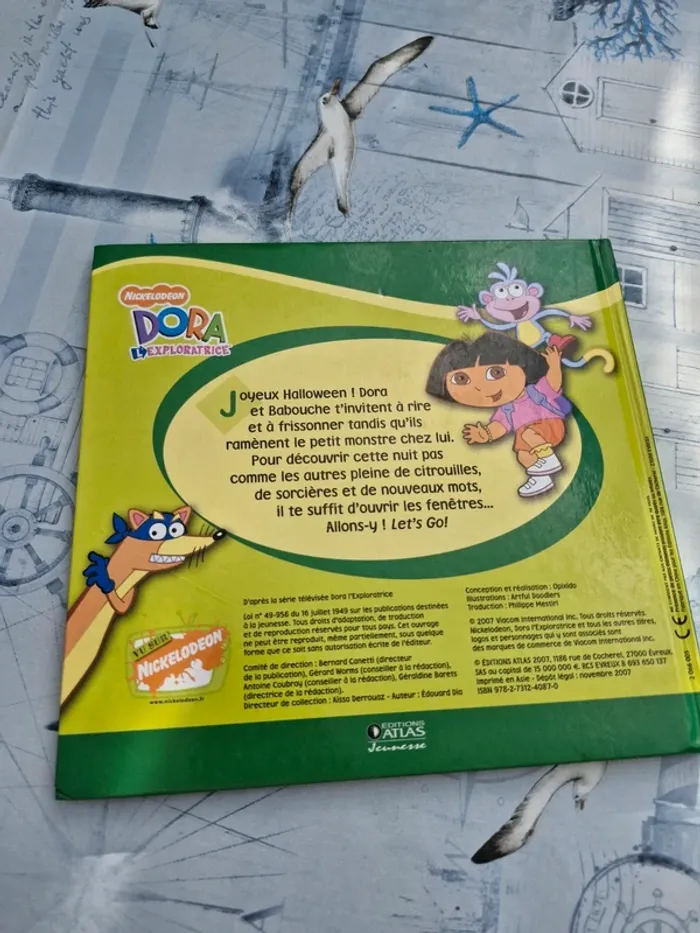 this guest was
NICKELODEON
DORA
L'EXPLORATRICE
Joyeux Halloween ! Dora
et Babouche t'invitent à rire
et à frissonner tandis qu'ils
ramènent le petit monstre chez lui.
Pour découvrir cette nuit pas
comme les autres pleine de citrouilles,
de sorcières et de nouveaux mots,
il te suffit d'ouvrir les fenêtres...
Allons-y ! Let's Go!
D'après la série télévisée Dora l'Exploratrice
Loi n° 49-956 du 16 juillet 1949 sur les publications destinées
à la jeunesse. Tous droits d'adaptation, de traduction
et de reproduction réservés pour tous pays. Cet ouvrage
ne peut être reproduit, même partiellement, sous quelque
forme que ce soit sans autorisation écrite de l'éditeur.
Comité de direction : Bernard Canetti (directeur
de la publication), Gérard Worms (conseiller à la rédaction),
Antoine Coubray (conseiller à la rédaction), Géraldine Barets
(directrice de la rédaction).
Directeur de collection : Aïssa Derrouaz - Auteur : Édouard Dia
Conception et réalisation : Opixido
Illustrations : Artful Doodlers
Traduction : Philippe Mestiri
© 2007 Viacom International Inc. Tous droits réservés.
Nickelodeon, Dora l'Exploratrice et tous les autres titres,
logos et personnages qui y sont associés sont
des marques de commerce de Viacom International Inc.
© ÉDITIONS ATLAS 2007, 1186 rue de Cocherel, 27000 Évreux.
SAS au capital de 15 000 000 €. RCS EVREUX B 693 650 137
Imprimé en Asie - Dépôt légal : novembre 2007
ISBN 978-2-7312-4087-0
TU SUR
NICKELODEON
www.nickelodeon.fr
CE
EDITIONS
ATLAS
Jeunesse